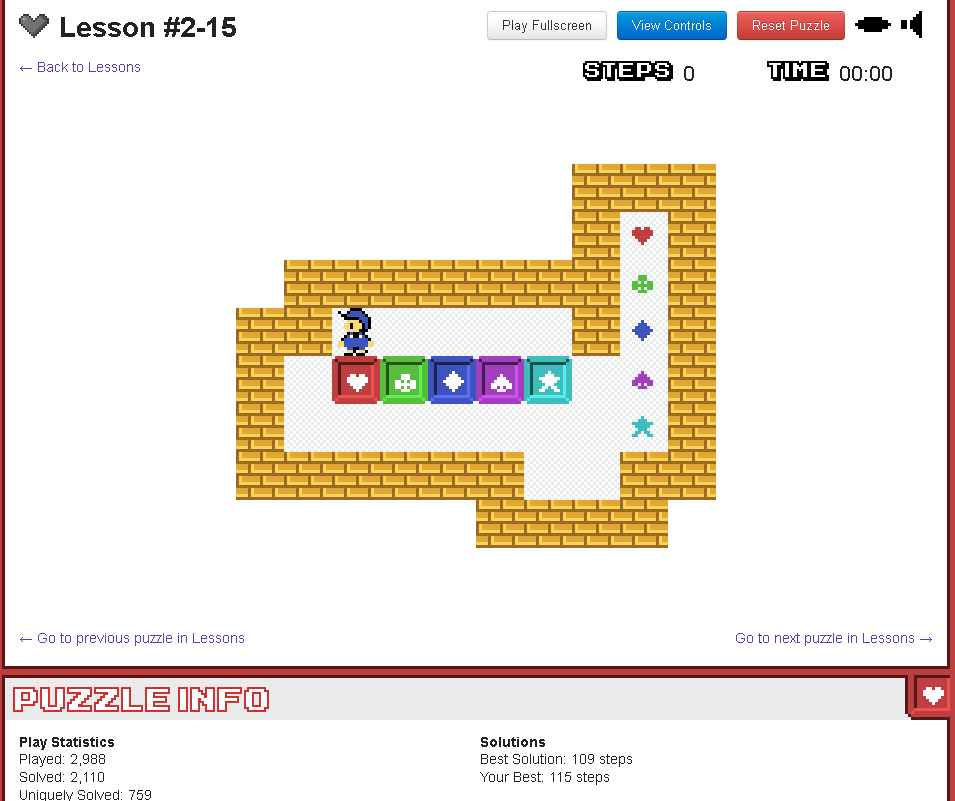 Lesson #2-15
Play Fullscreen
View Controls
Reset Puzzle
← Back to Lessons
STEPS 0
TIME 00:00
← Go to previous puzzle in Lessons
Go to next puzzle in Lessons →
PUZZLE INFO
Play Statistics
Played: 2,988
Solved: 2,110
Uniquely Solved: 759
Solutions
Best Solution: 109 steps
Your Best: 115 steps